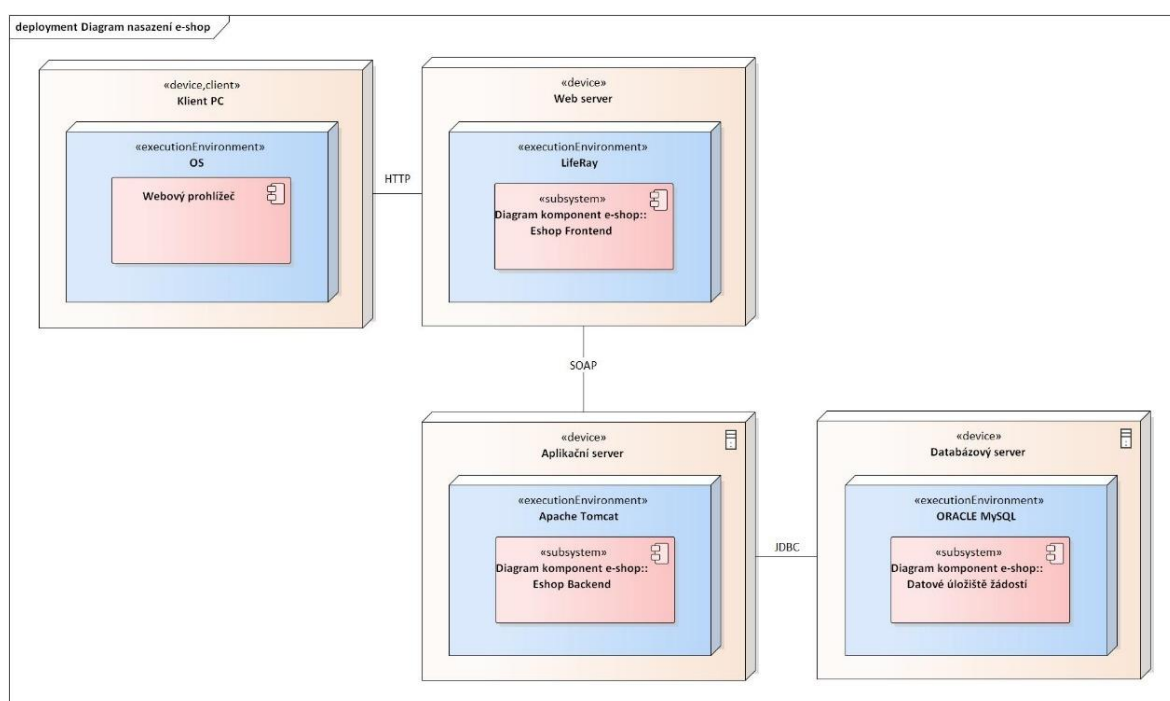 deployment Diagram nasazení e-shop
«device,client»
Klient PC
«executionEnvironment»
OS
Webový prohlížeč
HTTP
«device»
Web server
«executionEnvironment»
LifeRay
«subsystem»
Diagram komponent e-shop::
Eshop Frontend
SOAP
«device»
Aplikační server
«executionEnvironment»
Apache Tomcat
«subsystem»
Diagram komponent e-shop::
Eshop Backend
JDBC
«device»
Databázový server
«executionEnvironment»
ORACLE MySQL
«subsystem»
Diagram komponent e-shop::
Datové úložiště žádostí